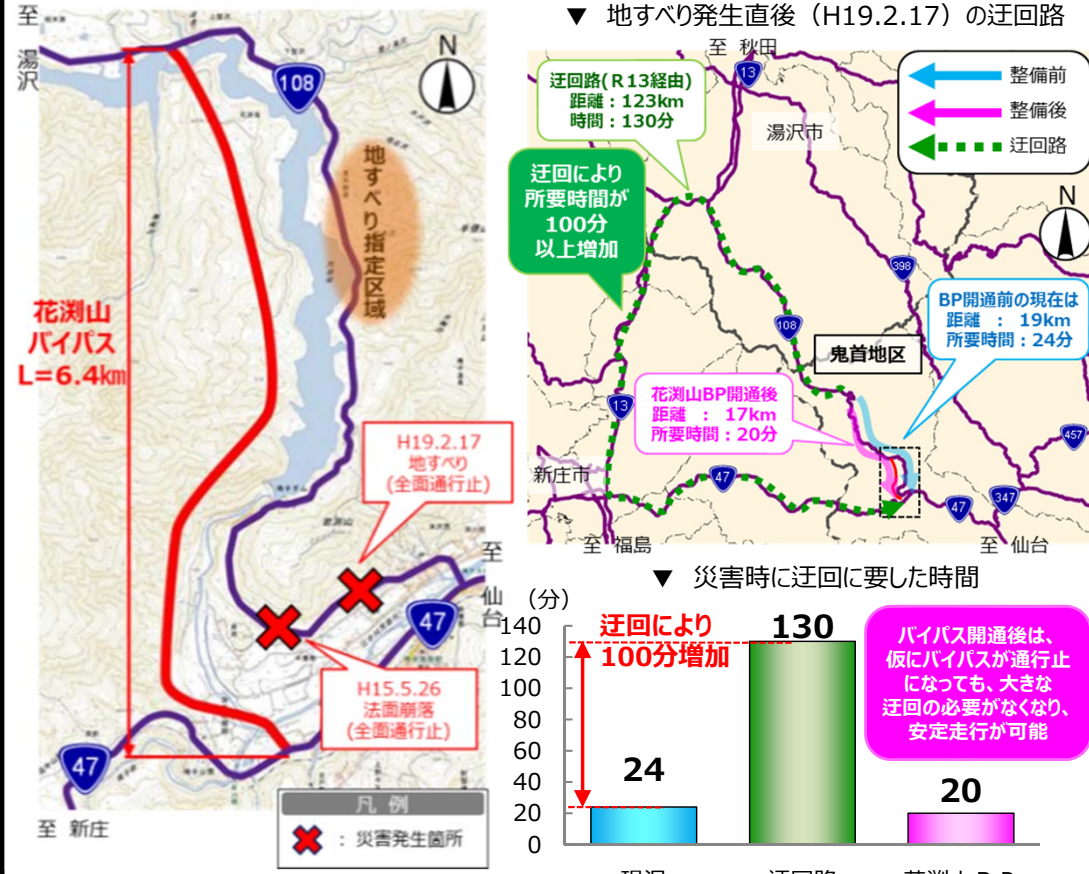 至
湯
沢
108
N
地すべり指定区域
花渕山
バイパス
L=6.4km
H19.2.17
地すべり
(全面通行止)
至
仙
台
47
H15.5.26
法面崩落
(全面通行止)
47
至 新庄
凡 例
：災害発生箇所
▼ 地すべり発生直後（H19.2.17）の迂回路
至 秋田
13
迂回路(R13経由)
距離：123km
時間：130分
湯沢市
整備前
整備後
迂回路
N
迂回により
所要時間が
100分
以上増加
398
BP開通前の現在は
距離 ： 19km
所要時間：24分
108
鬼首地区
花渕山BP開通後
距離 ： 17km
所要時間：20分
13
457
新庄市
47
47
347
至 福島
至 仙台
▼ 災害時に迂回に要した時間
（分）
140
120
100
80
60
40
20
0
迂回により
100分増加
24
130
20
バイパス開通後は、
仮にバイパスが通行止
になっても、大きな
迂回の必要がなくなり、
安定走行が可能